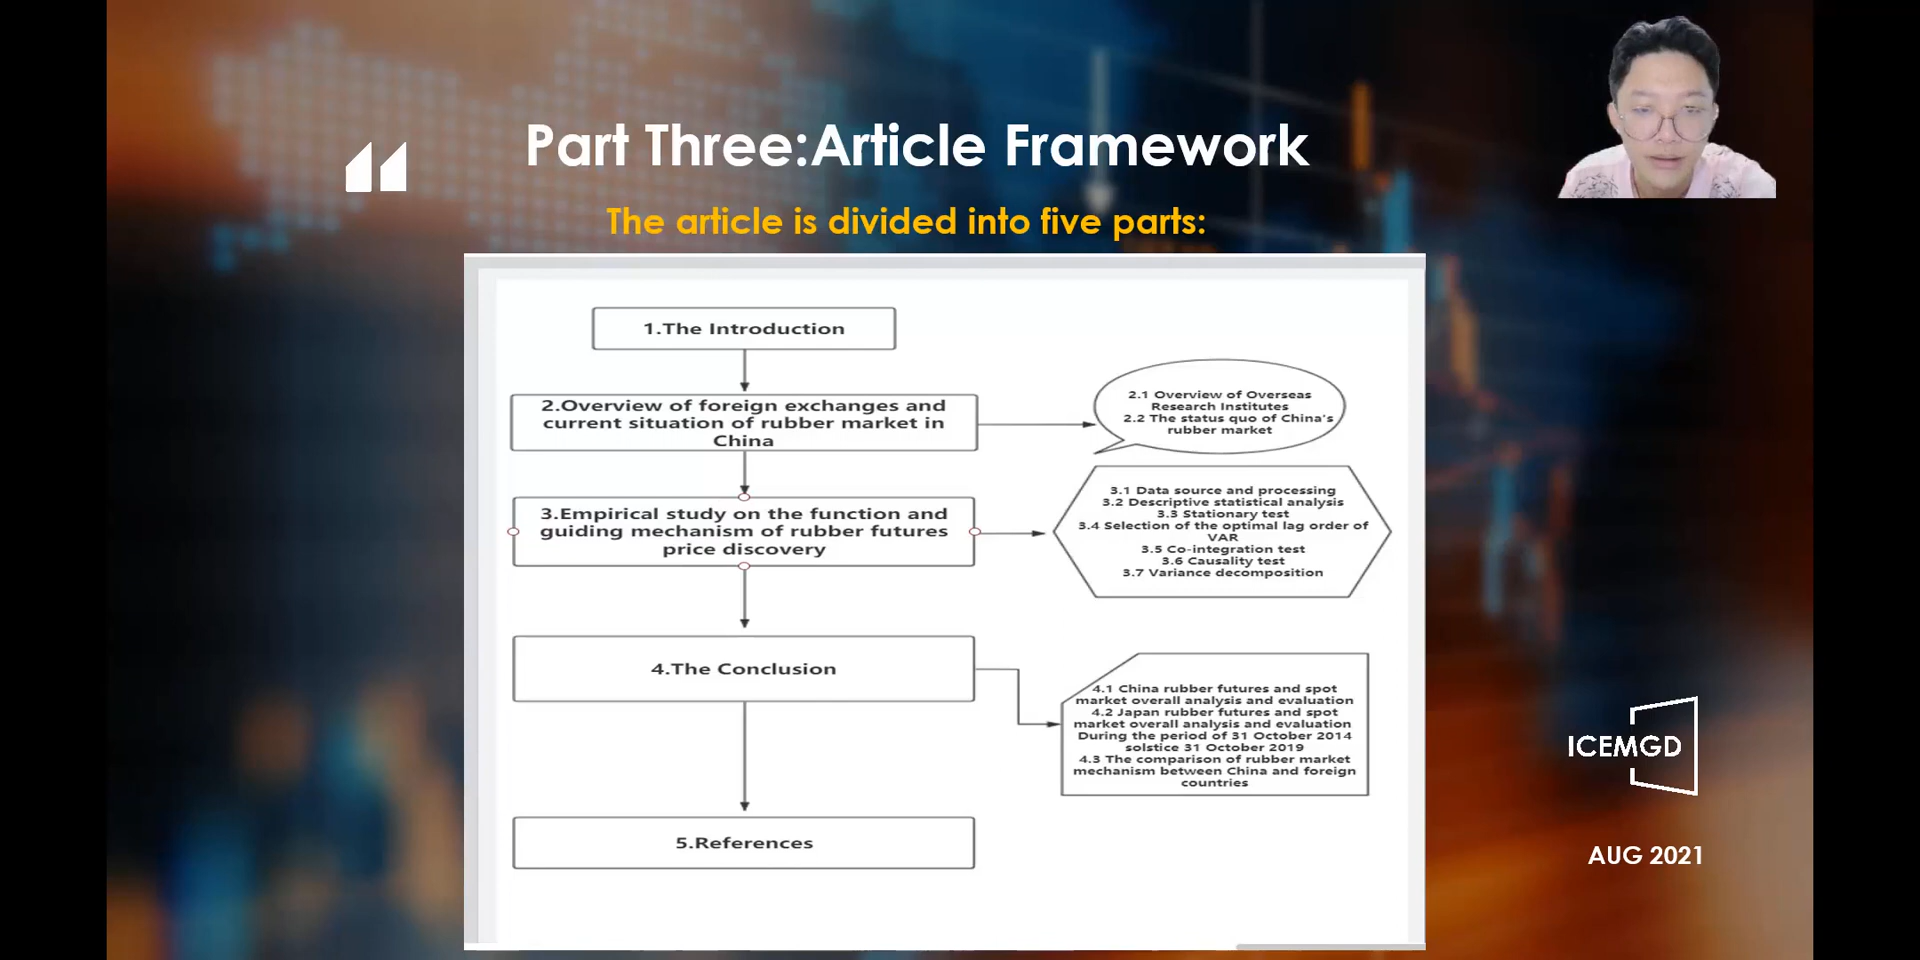 Part Three:Article Framework
The article is divided into five parts:
1.The Introduction
2.Overview of foreign exchanges and
current situation of rubber market in
China
2.1 Overview of Overseas
Research Institutes
2.2 The status quo of China's
rubber market
3.Empirical study on the function and
guiding mechanism of rubber futures
price discovery
3.1 Data source and processing
3.2 Descriptive statistical analysis
3.3 Stationary test
3.4 Selection of the optimal lag order of
VAR
3.5 Co-integration test
3.6 Causality test
3.7 Variance decomposition
4.The Conclusion
4.1 China rubber futures and spot
market overall analysis and evaluation
4.2 Japan rubber futures and spot
market overall analysis and evaluation
During the period of 31 October 2014
solstice 31 October 2019
4.3 The comparison of rubber market
mechanism between China and foreign
countries
5.References
ICEMGD
AUG 2021